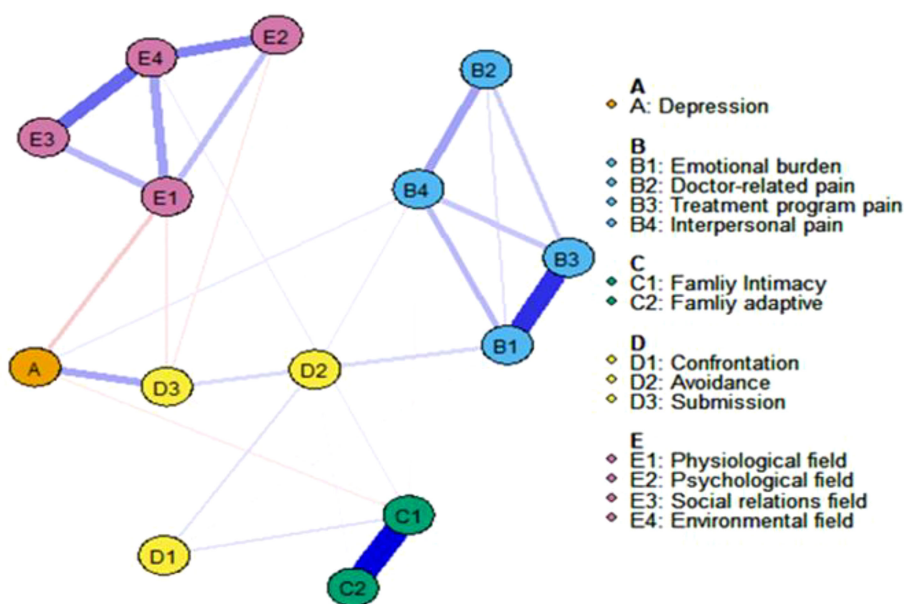 E2
E4
B2
E3
E1
B4
B3
B1
A
D3
D2
C1
D1
C2
A
A: Depression
B
B1: Emotional burden
B2: Doctor-related pain
B3: Treatment program pain
B4: Interpersonal pain
C
C1: Famliy Intimacy
C2: Famliy adaptive
D
D1: Confrontation
D2: Avoidance
D3: Submission
E
E1: Physiological field
E2: Psychological field
E3: Social relations field
E4: Environmental field